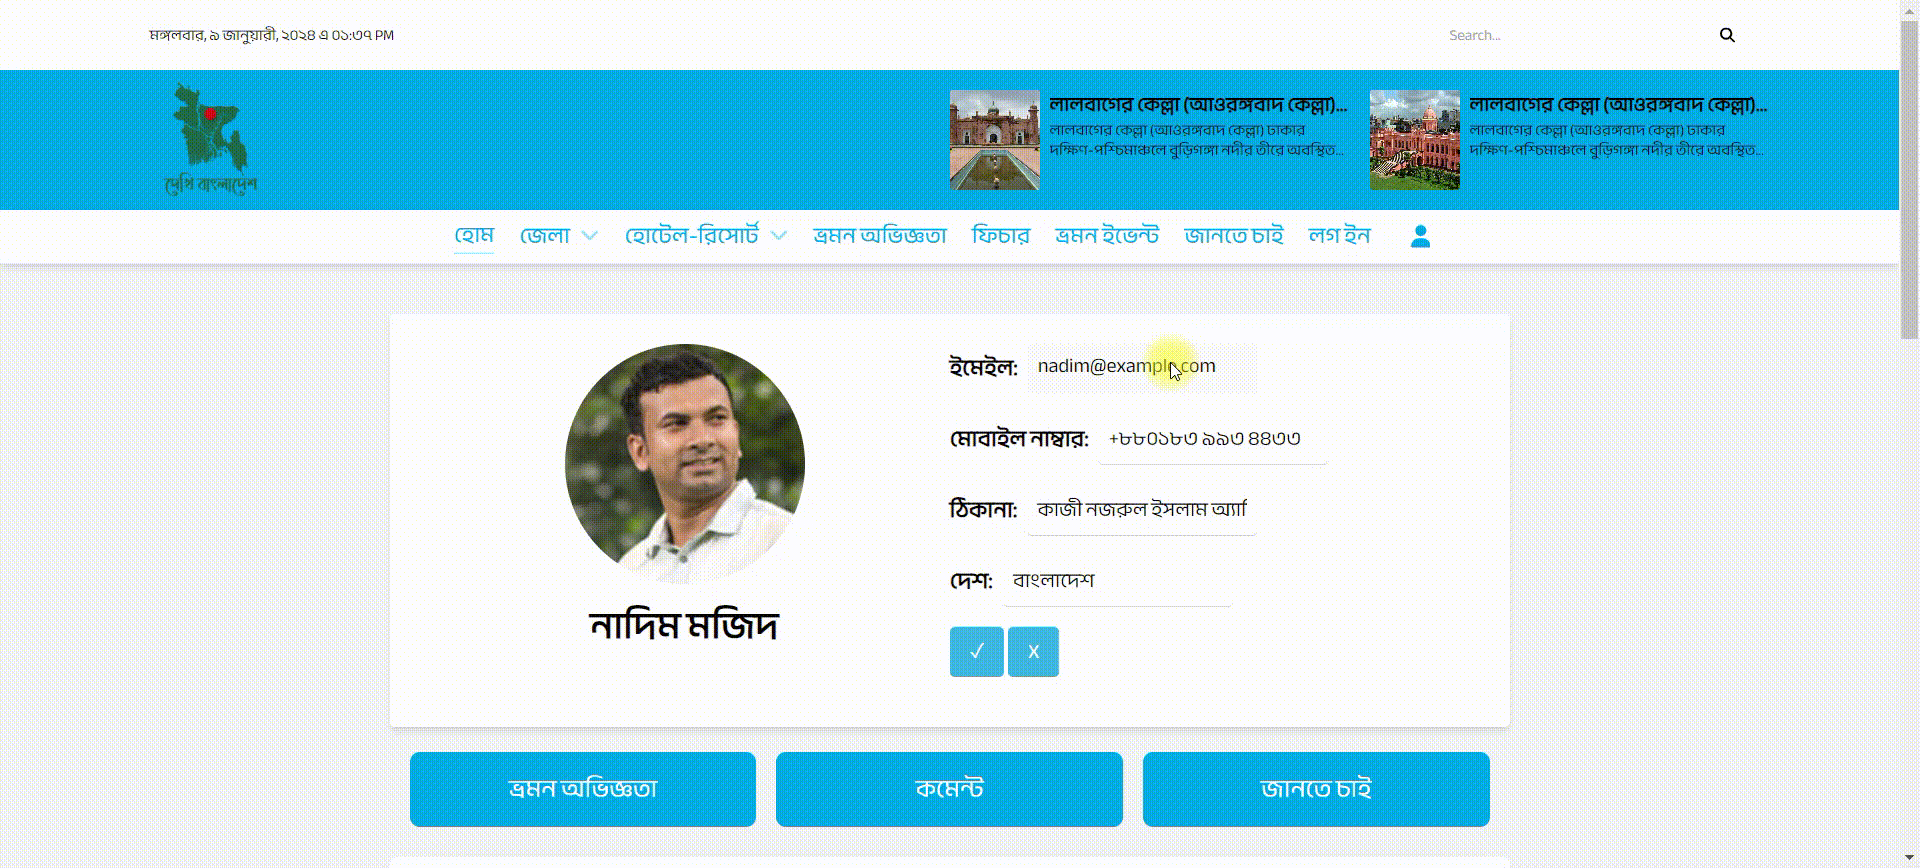 মঙ্গলবার, ৯ জানুয়ারী, ২০২৪ এ ০১:৩৭ PM
Search...
দেখি বাংলাদেশ
লালবাগের কেল্লা (আওরঙ্গবাদ কেল্লা)...
লালবাগের কেল্লা (আওরঙ্গবাদ কেল্লা) ঢাকার
দক্ষিণ-পশ্চিমাঞ্চলে বুড়িগঙ্গা নদীর তীরে অবস্থিত...
লালবাগের কেল্লা (আওরঙ্গবাদ কেল্লা)...
লালবাগের কেল্লা (আওরঙ্গবাদ কেল্লা) ঢাকার
দক্ষিণ-পশ্চিমাঞ্চলে বুড়িগঙ্গা নদীর তীরে অবস্থিত...
হোম জেলা হোটেল-রিসোর্ট ভ্রমন অভিজ্ঞতা ফিচার ভ্রমন ইভেন্ট জানতে চাই লগ ইন
নাদিম মজিদ
ইমেইল: nadim@example.com
মোবাইল নাম্বার: +৮৮০১৮৩ ৯৯৩ ৪৪৩৩
ঠিকানা: কাজী নজরুল ইসলাম
দেশ: বাংলাদেশ
✓ X
ভ্রমন অভিজ্ঞতা
কমেন্ট
জানতে চাই